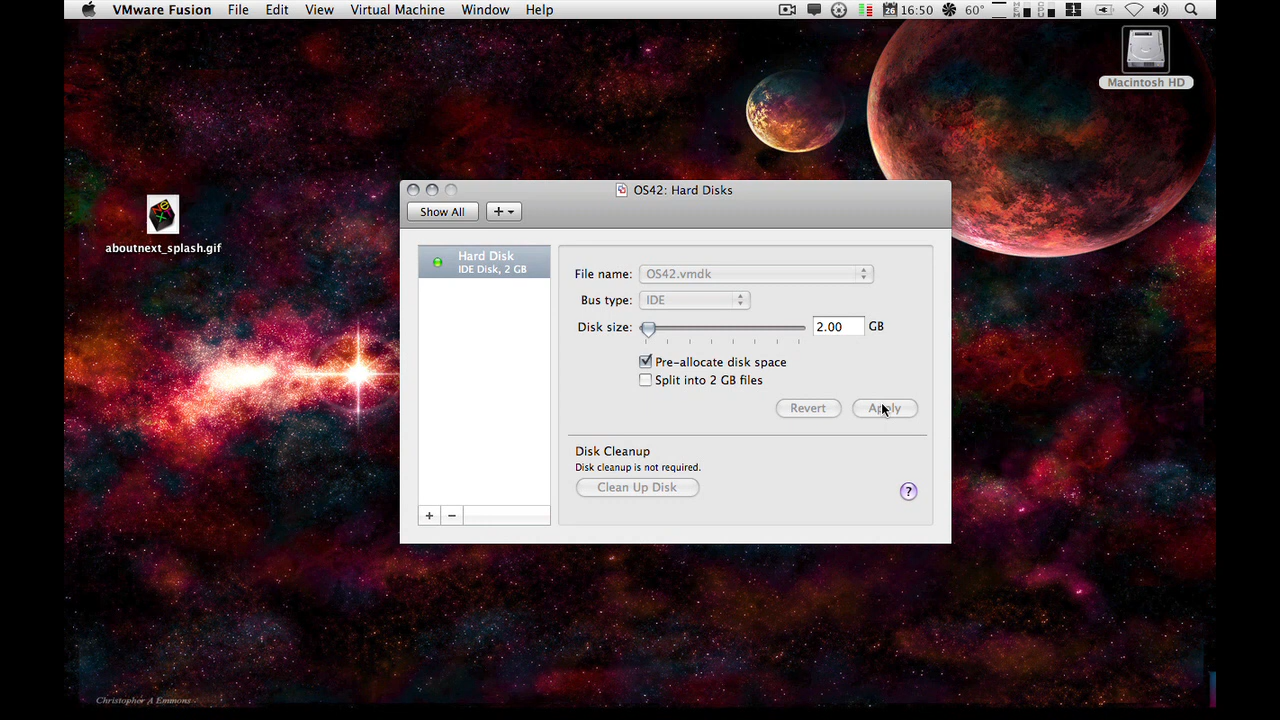 VMware Fusion File Edit View Virtual Machine Window Help 26 16:50 60°
Macintosh HD
aboutnext_splash.gif
OS42: Hard Disks
Show All
Hard Disk
IDE Disk, 2 GB
File name: OS42.vmdk
Bus type: IDE
Disk size: 2.00 GB
Pre-allocate disk space
Split into 2 GB files
Revert Apply
Disk Cleanup
Disk cleanup is not required.
Clean Up Disk
?
Christopher A Emmons